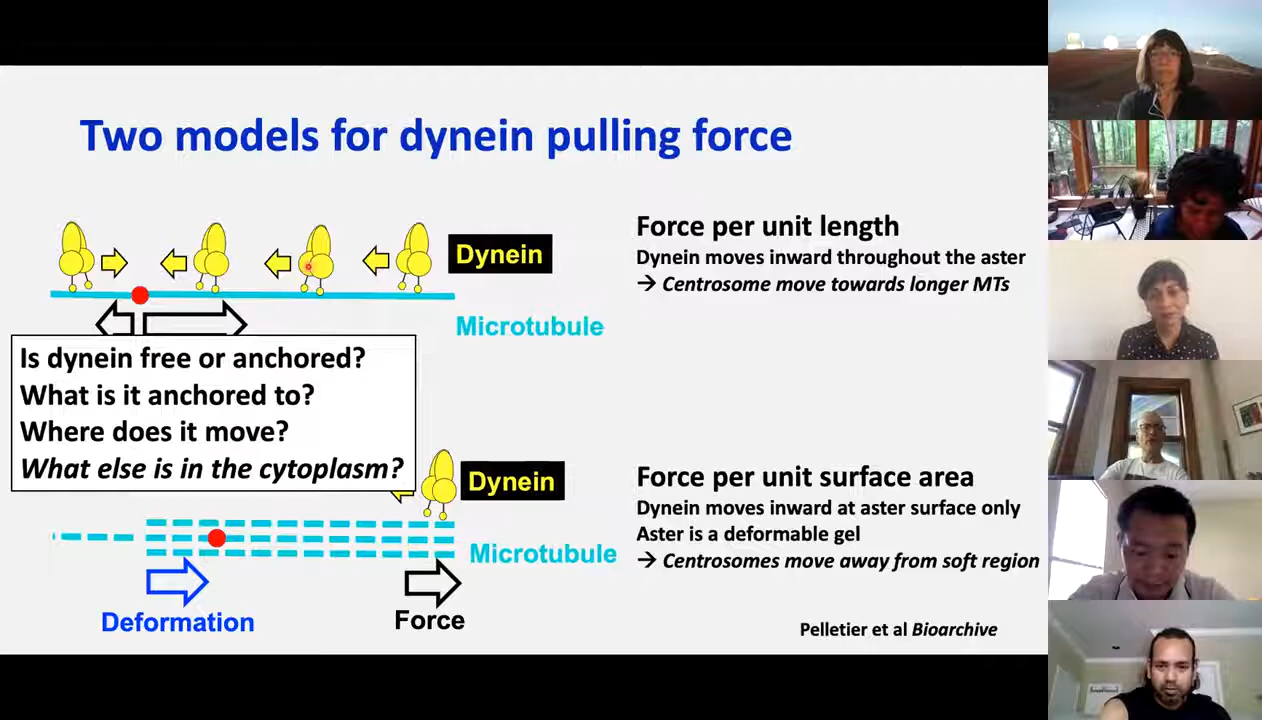 Two models for dynein pulling force
Dynein
Microtubule
Force per unit length
Dynein moves inward throughout the aster
→ Centrosome move towards longer MTs
Is dynein free or anchored?
What is it anchored to?
Where does it move?
What else is in the cytoplasm?
Dynein
Microtubule
Deformation
Force
Force per unit surface area
Dynein moves inward at aster surface only
Aster is a deformable gel
→ Centrosomes move away from soft region
Pelletier et al Bioarchive